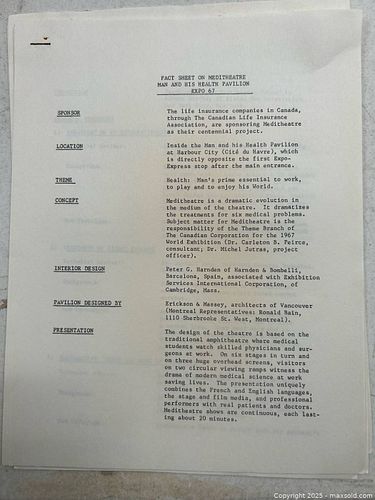 FACT SHEET ON MEDITHEATRE
MAN AND HIS HEALTH PAVILION
EXPO 67
SPONSOR
The life insurance companies in Canada,
through The Canadian Life Insurance
Association, are sponsoring Meditheatre
as their centennial project.
LOCATION
Inside the Man and his Health Pavilion
at Harbour City (Cité du Havre), which
is directly opposite the first Expo-
Express stop after the main entrance.
THEME
Health: Man's prime essential to work,
to play and to enjoy his World.
CONCEPT
Meditheatre is a dramatic evolution in
the medium of the theatre. It dramatizes
the treatments for six medical problems.
Subject matter for Meditheatre is the
responsibility of the Theme Branch of
The Canadian Corporation for the 1967
World Exhibition (Dr. Carleton B. Peirce,
consultant; Dr. Michel Jutras, project
officer).
INTERIOR DESIGN
Peter G. Harnden of Harnden & Bombelli,
Barcelona, Spain, associated with Exhibition
Services International Corporation, of
Cambridge, Mass.
PAVILION DESIGNED BY
Erickson & Massey, architects of Vancouver
(Montreal Representatives: Ronald Bain,
1110 Sherbrooke St. West, Montreal).
PRESENTATION
The design of the theatre is based on the
traditional amphitheatre where medical
students watch skilled physicians and sur-
geons at work. On six stages in turn and
on three huge overhead screens, visitors
on two circular viewing ramps witness the
drama of modern medical science at work
saving lives. The presentation uniquely
combines the French and English languages,
the stage and film media, and professional
performers with real patients and doctors.
Meditheatre shows are continuous, each last-
ing about 20 minutes.
Copyright 2025 - maxsold.com